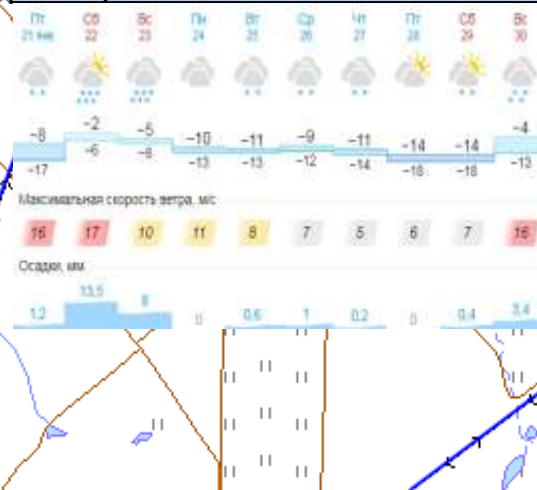 Пт Сб Вс Пн Вт Ср Чт Пт Сб Вс
21 янв 22 23 24 25 26 27 28 29 30
-8 -2 -5 -10 -11 -9 -11 -14 -14 -4
-17 -6 -8 -13 -13 -12 -14 -18 -18 -13
Максимальная скорость ветра, м/с
16 17 10 11 8 7 5 6 7 16
Осадки, мм
1,2 13,5 8 0 0,6 1 0,2 0 0,4 3,4